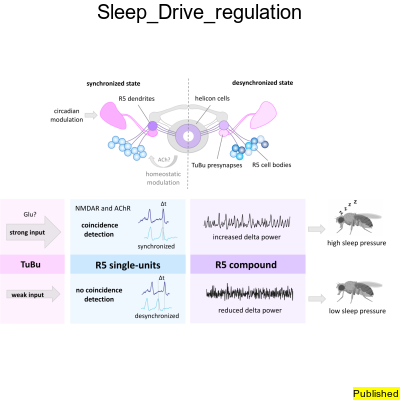 Sleep_Drive_regulation
synchronized state
desynchronized state
circadian
modulation
R5 dendrites
helicon cells
ACh?
homeostatic
modulation
TuBu presynapses
R5 cell bodies
Glu?
strong input
NMDAR and AChR
coincidence
detection
Δt
synchronized
increased delta power
z z z z
high sleep pressure
TuBu
R5 single-units
R5 compound
weak input
no coincidence
detection
Δt
desynchronized
reduced delta power
low sleep pressure
Published